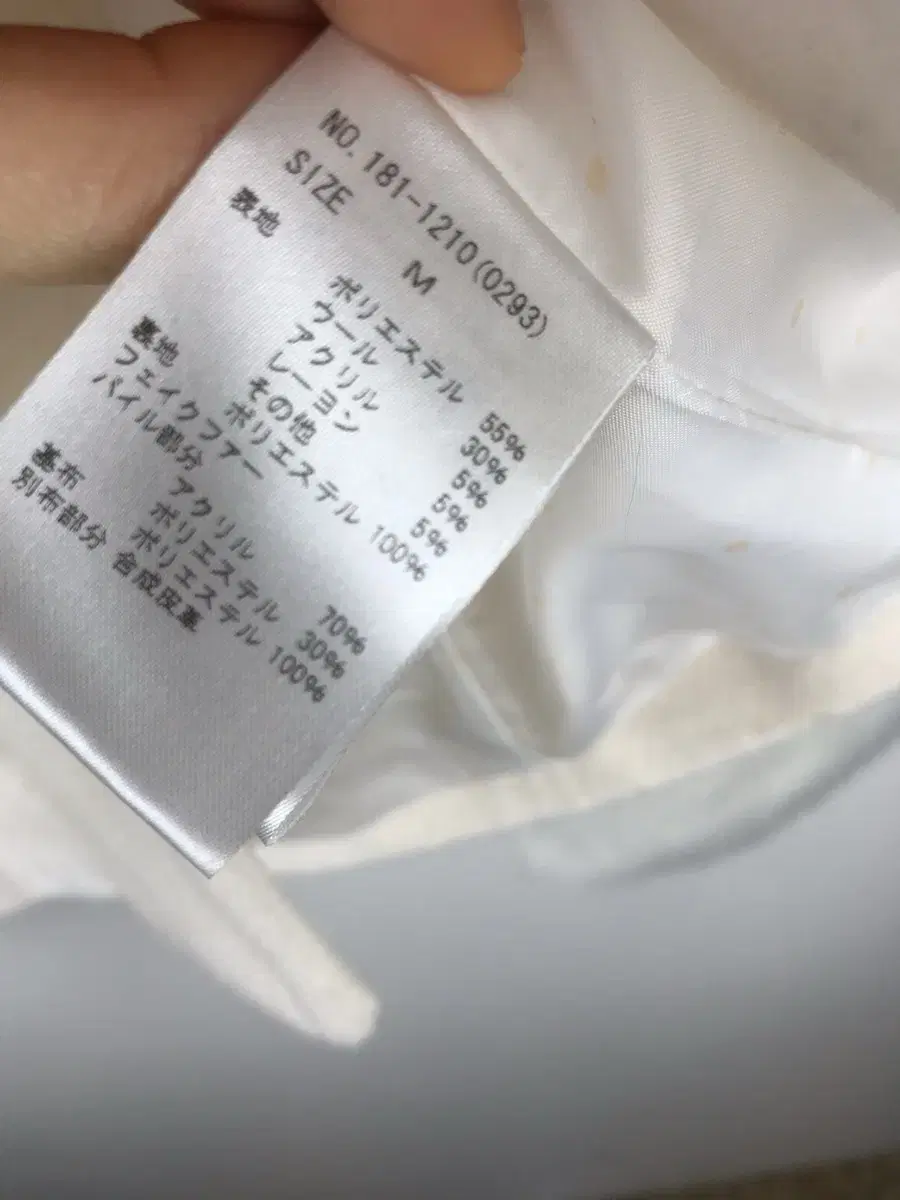 NO. 181-1210(0293)
SIZE M
表地 ポリエステル 55%
ウール 30%
アクリル 5%
レーヨン 5%
その他 5%
裏地 ポリエステル 100%
フェイクファー
パイル部分 アクリル 70%
ポリエステル 30%
基布 ポリエステル 100%
別布部分 合成皮革